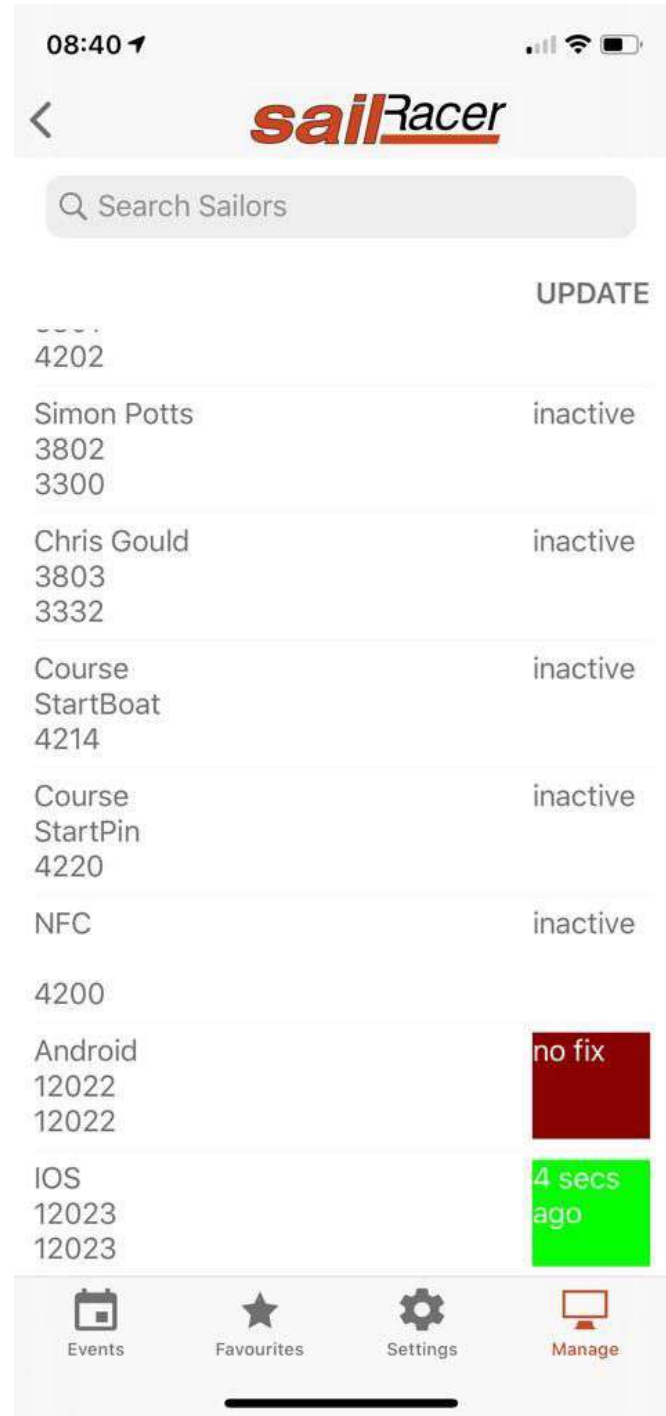 08:40
sailRacer
Search Sailors
UPDATE
4202
Simon Potts inactive
3802
3300
Chris Gould inactive
3803
3332
Course inactive
StartBoat
4214
Course inactive
StartPin
4220
NFC inactive
4200
Android no fix
12022
12022
IOS 4 secs
12023 ago
12023
Events Favourites Settings Manage